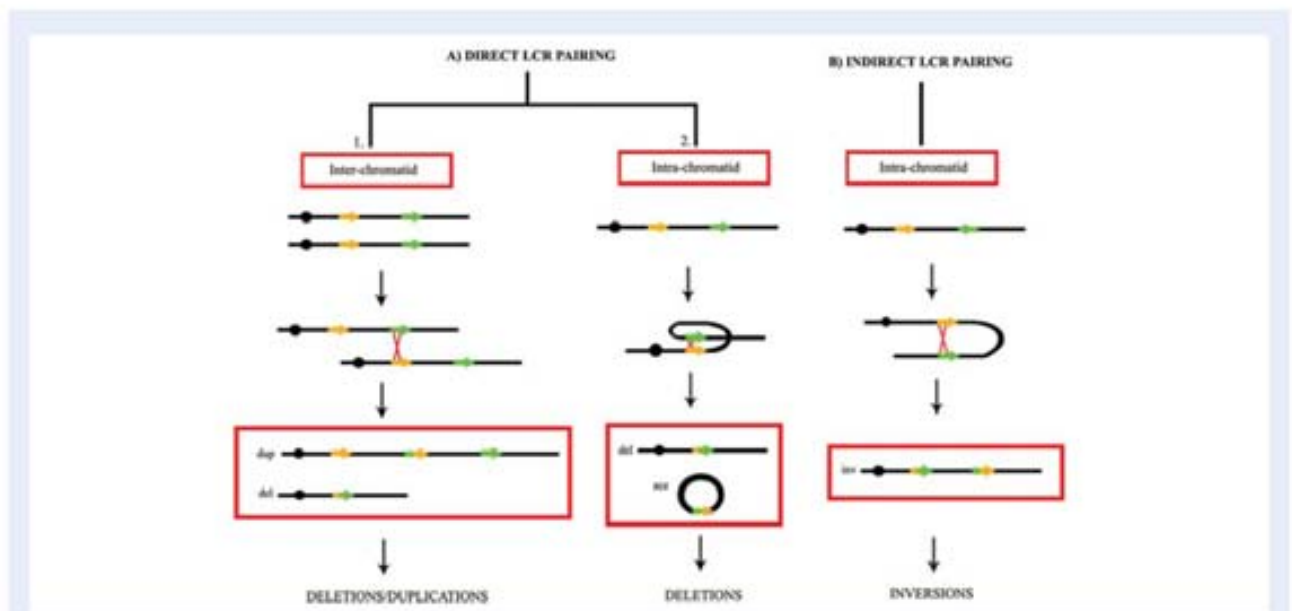 A) DIRECT LCR PAIRING
B) INDIRECT LCR PAIRING
1.
2.
Inter-chromatid
Intra-chromatid
Intra-chromatid
dup
del
del
inv
DELETIONS/DUPLICATIONS
DELETIONS
INVERSIONS